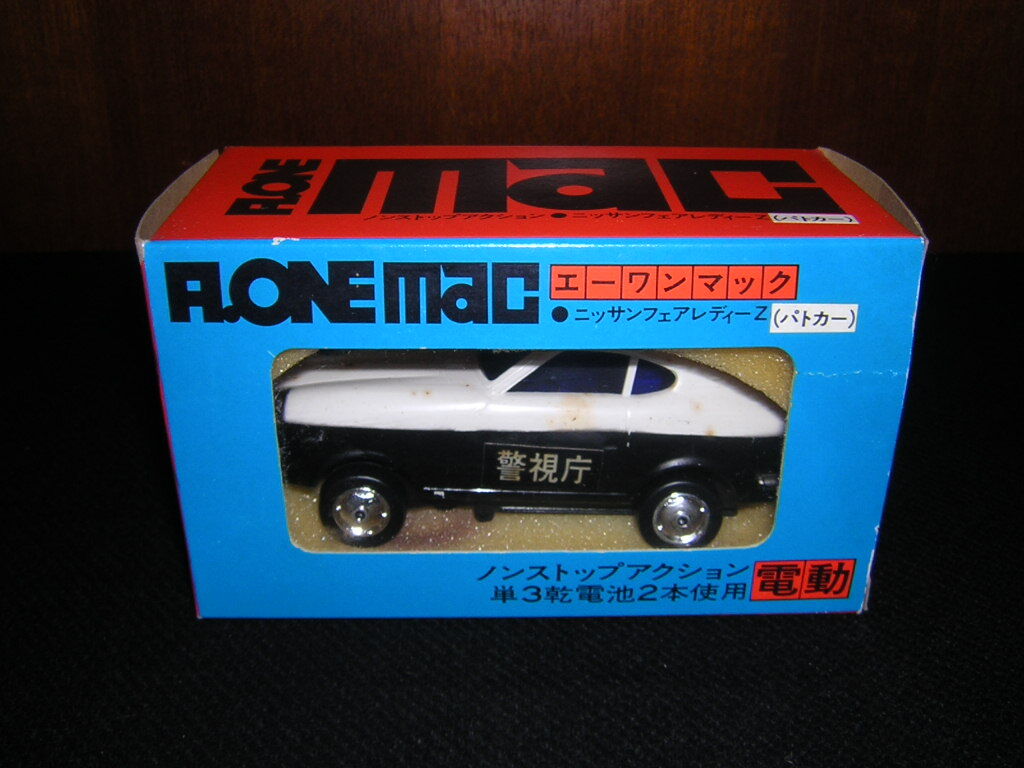 A.ONE mac
ノンストップアクション ●ニッサンフェアレディーZ (パトカー)
A.ONE mac エーワンマック
●ニッサンフェアレディーZ (パトカー)
警視庁
ノンストップアクション
単3乾電池2本使用 電動